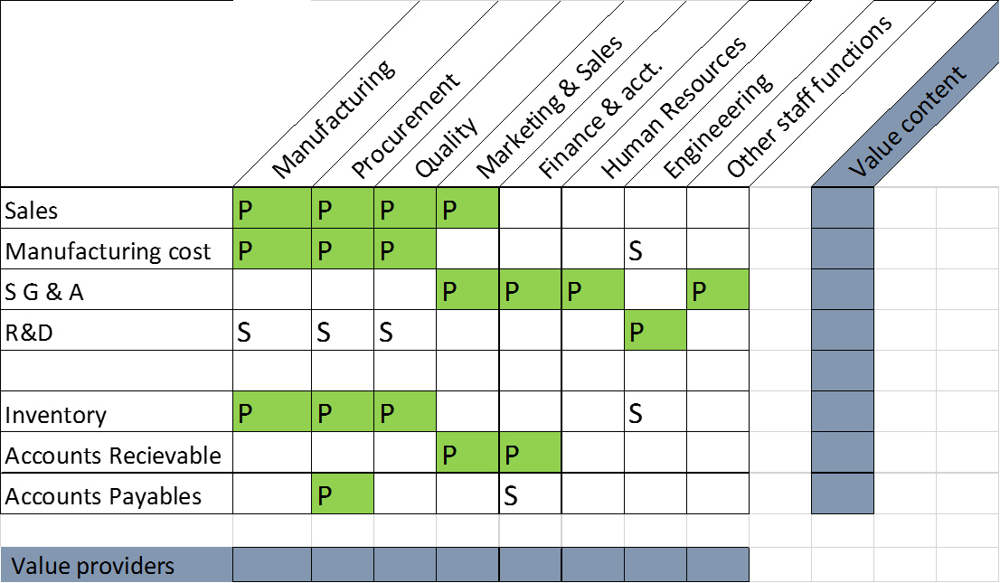 Manufacturing
Procurement
Quality
Marketing & Sales
Finance & acct.
Human Resources
Engineeering
Other staff functions
Value content
Sales P P P P
Manufacturing cost P P P S
S G & A P P P P
R&D S S S P
Inventory P P P S
Accounts Recievable P P
Accounts Payables P S
Value providers